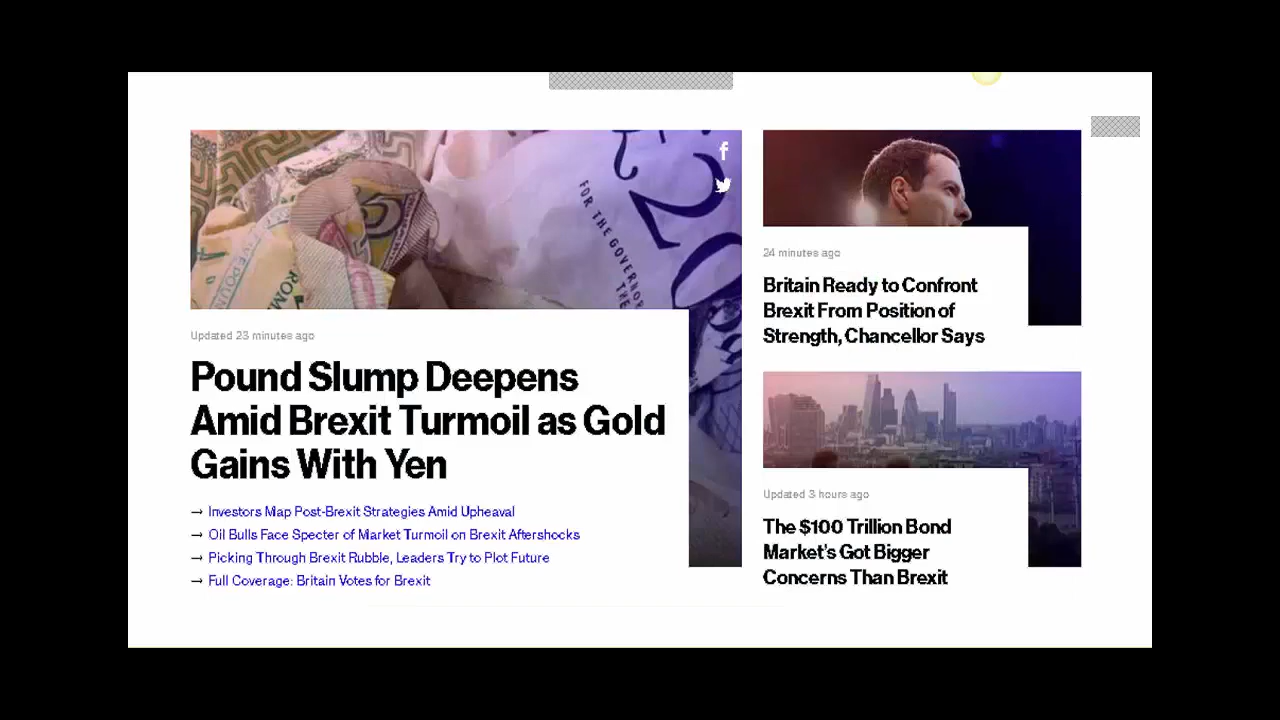 £20
FOR THE GOVERNOR
THE
Updated 23 minutes ago
Pound Slump Deepens
Amid Brexit Turmoil as Gold
Gains With Yen
→ Investors Map Post-Brexit Strategies Amid Upheaval
→ Oil Bulls Face Specter of Market Turmoil on Brexit Aftershocks
→ Picking Through Brexit Rubble, Leaders Try to Plot Future
→ Full Coverage: Britain Votes for Brexit
24 minutes ago
Britain Ready to Confront
Brexit From Position of
Strength, Chancellor Says
Updated 3 hours ago
The $100 Trillion Bond
Market's Got Bigger
Concerns Than Brexit